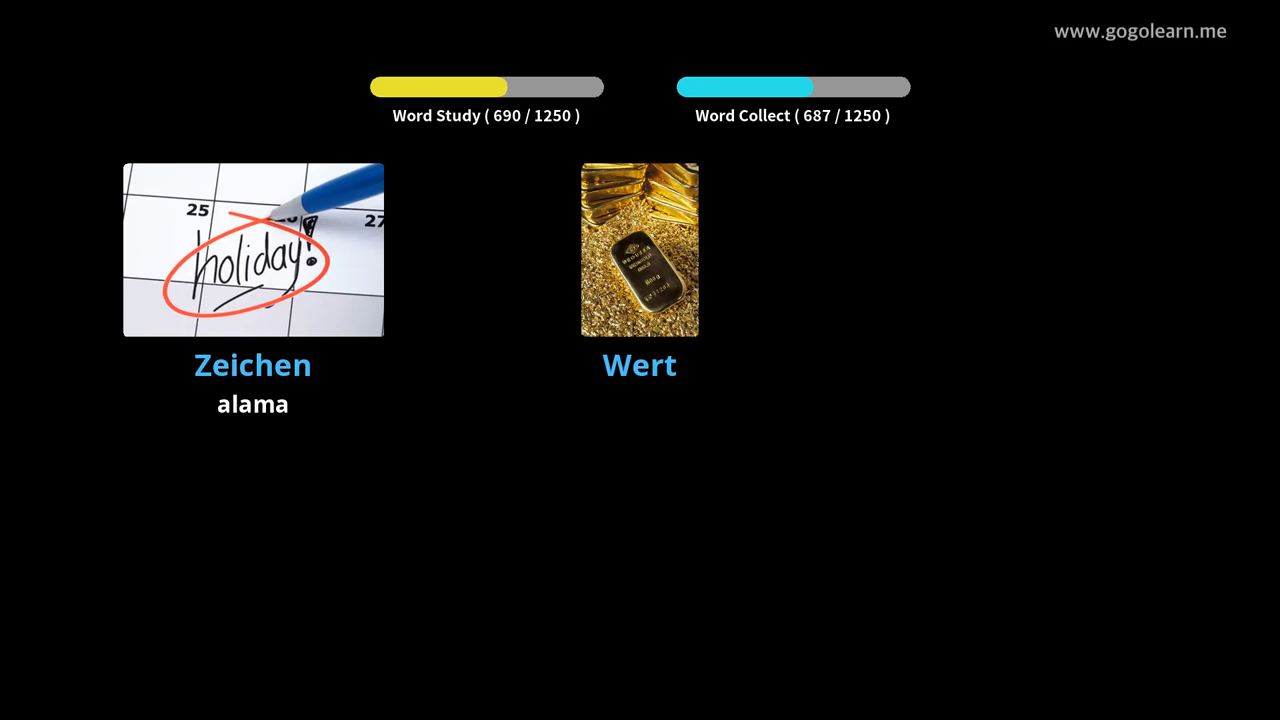 www.gogolearn.me
Word Study ( 690 / 1250 )
Word Collect ( 687 / 1250 )
25
27
holiday!
Zeichen
Wert
alama